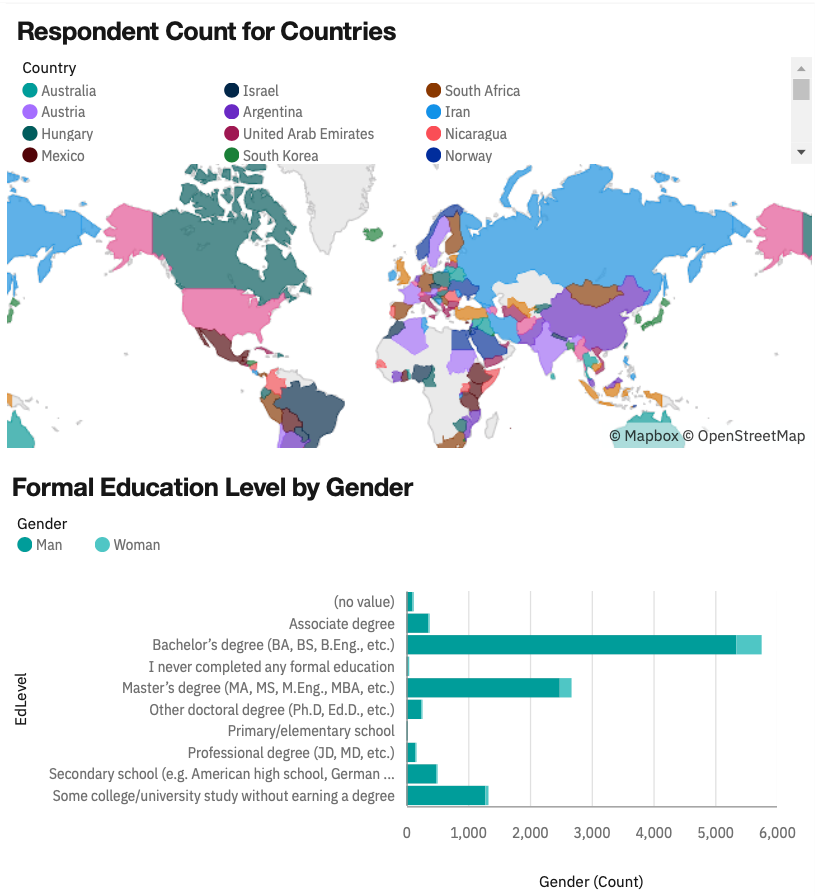 Respondent Count for Countries
Country
Australia Israel South Africa
Austria Argentina Iran
Hungary United Arab Emirates Nicaragua
Mexico South Korea Norway
© Mapbox © OpenStreetMap
Formal Education Level by Gender
Gender
Man Woman
(no value)
Associate degree
Bachelor’s degree (BA, BS, B.Eng., etc.)
I never completed any formal education
Master’s degree (MA, MS, M.Eng., MBA, etc.)
Other doctoral degree (Ph.D, Ed.D., etc.)
Primary/elementary school
Professional degree (JD, MD, etc.)
Secondary school (e.g. American high school, German ...
Some college/university study without earning a degree
EdLevel
0 1,000 2,000 3,000 4,000 5,000 6,000
Gender (Count)